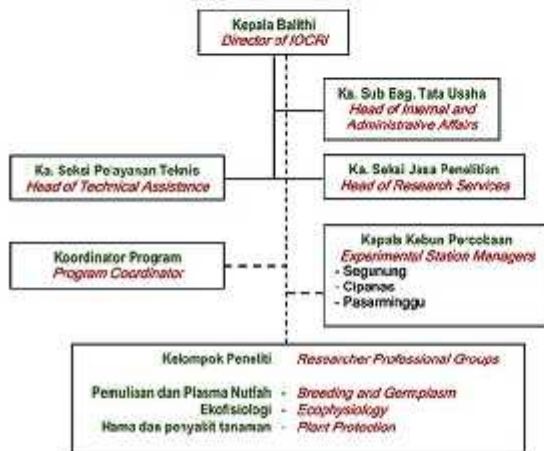 Kepala Balithi
Director of IOCRI
Ka. Sub Bag. Tata Usaha
Head of Internal and
Administrative Affairs
Ka. Seksi Pelayanan Teknis
Head of Technical Assistance
Ka. Seksi Jasa Penelitian
Head of Research Services
Koordinator Program
Program Coordinator
Kepala Kebun Percobaan
Experimental Station Managers
- Segunung
- Cipanas
- Pasarminggu
Kelompok Peneliti Researcher Professional Groups
Pemuliaan dan Plasma Nutfah - Breeding and Germplasm
Ekofisiologi - Ecophysiology
Hama dan penyakit tanaman - Plant Protection